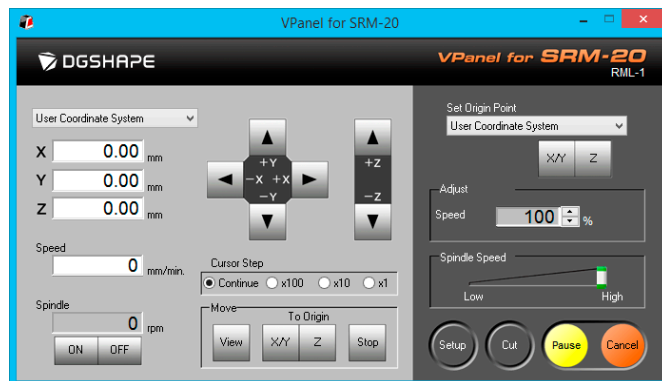 VPanel for SRM-20
DGSHAPE
VPanel for SRM-20
RML-1
User Coordinate System
X 0.00 mm
Y 0.00 mm
Z 0.00 mm
Speed
0 mm/min.
Spindle
0 rpm
ON OFF
+Y
-X +X
-Y
+Z
-Z
Cursor Step
Continue x100 x10 x1
Move
To Origin
View X/Y Z Stop
Set Origin Point
User Coordinate System
X/Y Z
Adjust
Speed 100 %
Spindle Speed
Low High
Setup Cut Pause Cancel